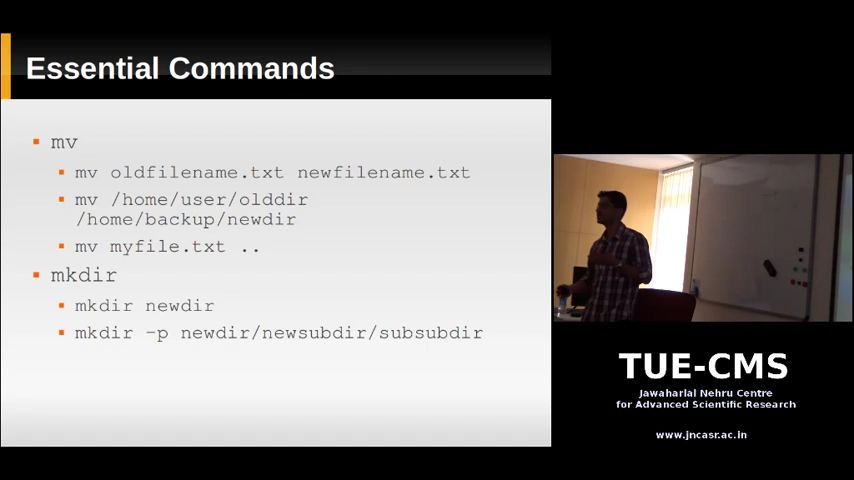 Essential Commands
mv
mv oldfilename.txt newfilename.txt
mv /home/user/olddir
/home/backup/newdir
mv myfile.txt ..
mkdir
mkdir newdir
mkdir -p newdir/newsubdir/subsubdir
TUE-CMS
Jawaharlal Nehru Centre
for Advanced Scientific Research
www.jncasr.ac.in